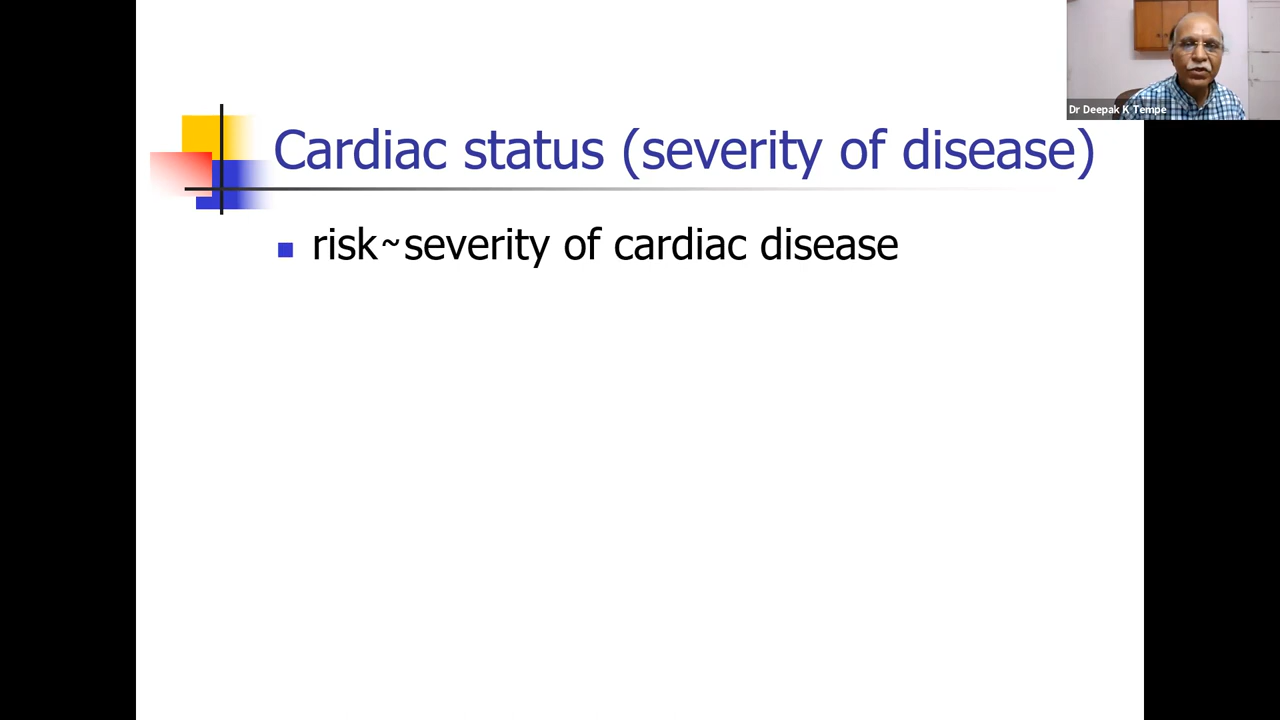 Dr Deepak K Tempe
Cardiac status (severity of disease)
risk~severity of cardiac disease